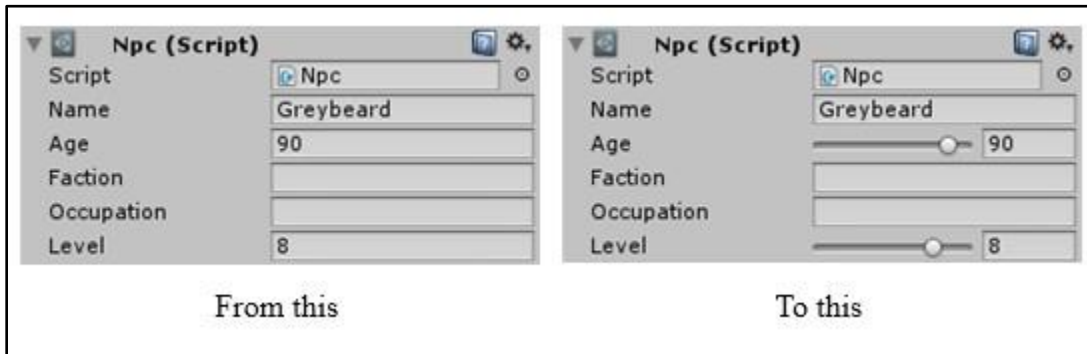 Npc (Script)
Script Npc
Name Greybeard
Age 90
Faction
Occupation
Level 8
From this
Npc (Script)
Script Npc
Name Greybeard
Age 90
Faction
Occupation
Level 8
To this